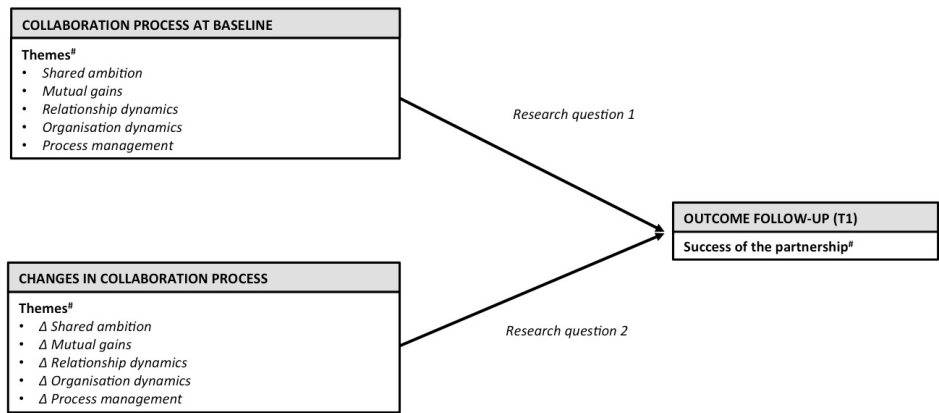 COLLABORATION PROCESS AT BASELINE
Themes#
• Shared ambition
• Mutual gains
• Relationship dynamics
• Organisation dynamics
• Process management
Research question 1
OUTCOME FOLLOW-UP (T1)
Success of the partnership#
CHANGES IN COLLABORATION PROCESS
Themes#
• Δ Shared ambition
• Δ Mutual gains
• Δ Relationship dynamics
• Δ Organisation dynamics
• Δ Process management
Research question 2